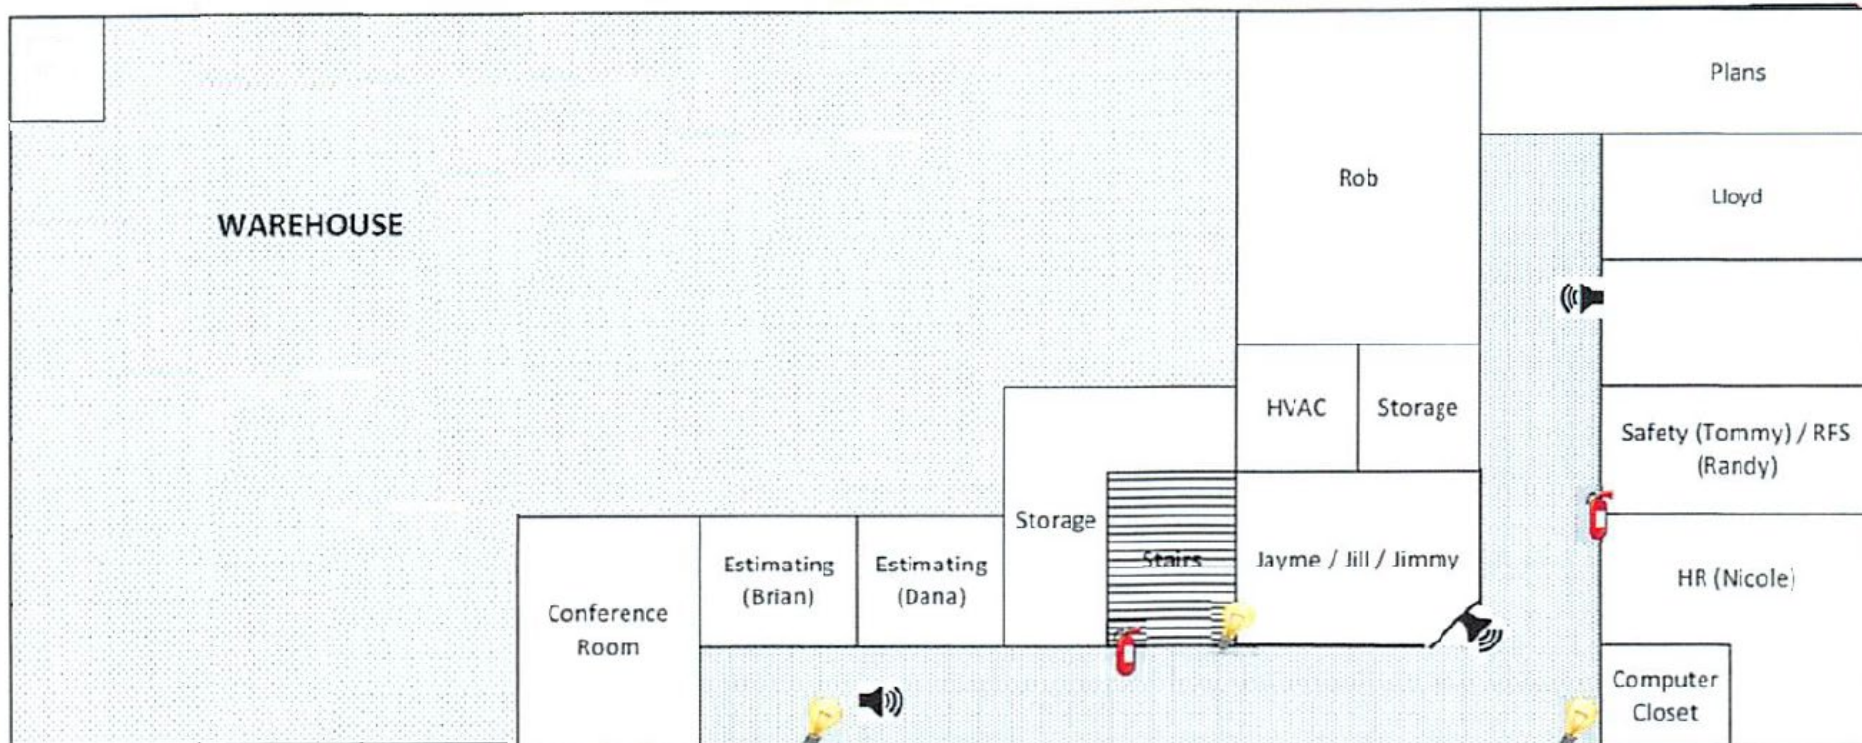 Plans
Rob
Lloyd
WAREHOUSE
HVAC
Storage
Safety (Tommy) / RFS
(Randy)
Storage
Stairs
Jayme / Jill / Jimmy
Estimating
(Brian)
Estimating
(Dana)
HR (Nicole)
Conference
Room
Computer
Closet